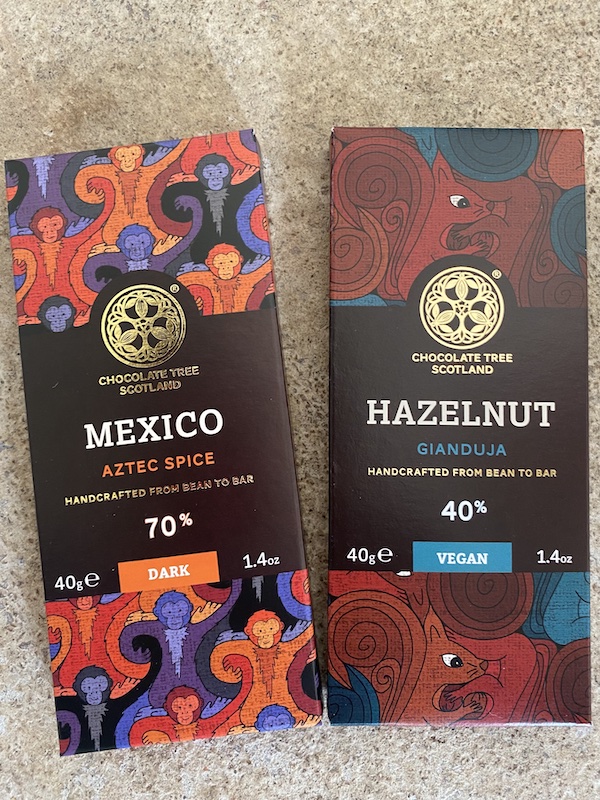 ®
CHOCOLATE TREE
SCOTLAND
MEXICO
AZTEC SPICE
HANDCRAFTED FROM BEAN TO BAR
70%
40g e
DARK
1.4oz
®
CHOCOLATE TREE
SCOTLAND
HAZELNUT
GIANDUJA
HANDCRAFTED FROM BEAN TO BAR
40%
40g e
VEGAN
1.4oz